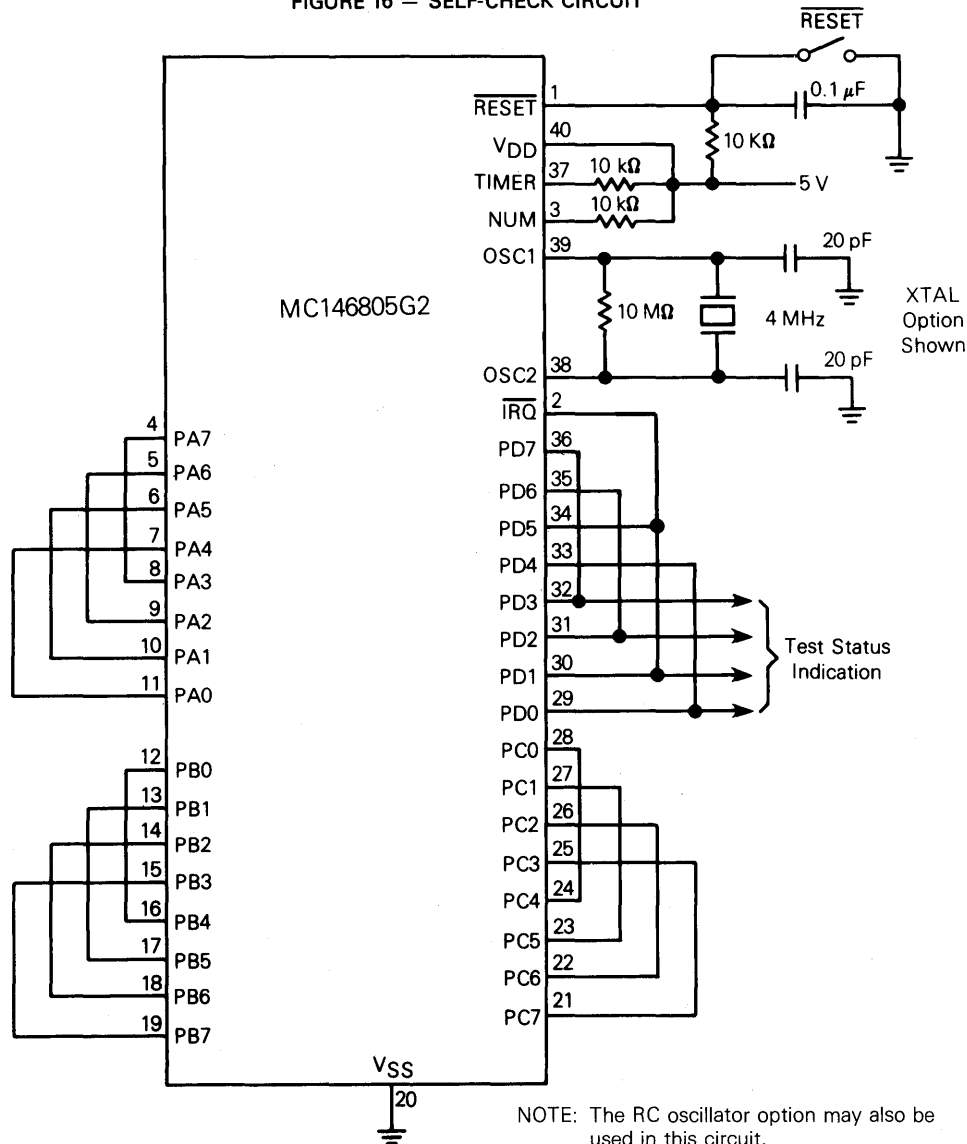 FIGURE 16 — SELF-CHECK CIRCUIT
RESET
RESET
1
0.1 μF
10 KΩ
VDD
40
TIMER
37
10 kΩ
5 V
NUM
3
10 kΩ
OSC1
39
20 pF
MC146805G2
10 MΩ
4 MHz
XTAL
Option
Shown
OSC2
38
20 pF
IRQ
2
4
PA7
5
PA6
6
PA5
7
PA4
8
PA3
9
PA2
10
PA1
11
PA0
PD7
36
PD6
35
PD5
34
PD4
33
PD3
32
PD2
31
PD1
30
PD0
29
Test Status
Indication
12
PB0
13
PB1
14
PB2
15
PB3
16
PB4
17
PB5
18
PB6
19
PB7
PC0
28
PC1
27
PC2
26
PC3
25
PC4
24
PC5
23
PC6
22
PC7
21
VSS
20
NOTE: The RC oscillator option may also be
used in this circuit.